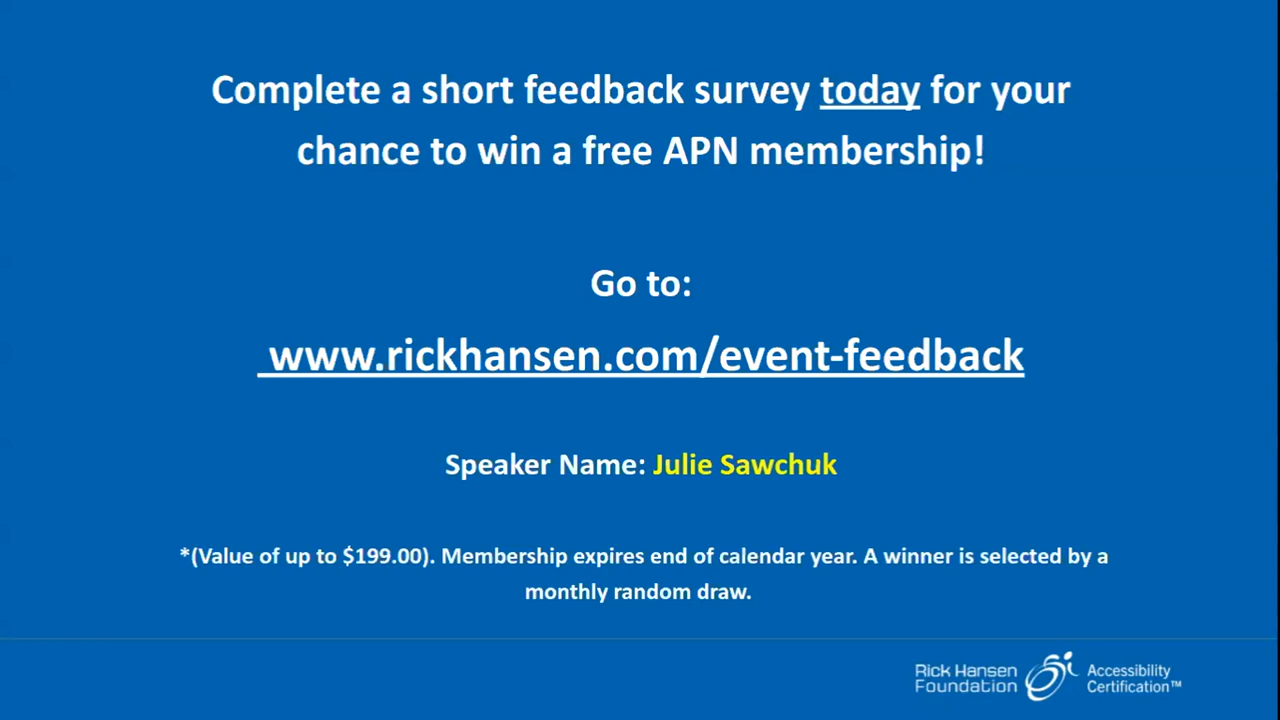 Complete a short feedback survey today for your
chance to win a free APN membership!
Go to:
www.rickhansen.com/event-feedback
Speaker Name: Julie Sawchuk
*(Value of up to $199.00). Membership expires end of calendar year. A winner is selected by a
monthly random draw.
Rick Hansen
Foundation
Accessibility
Certification™